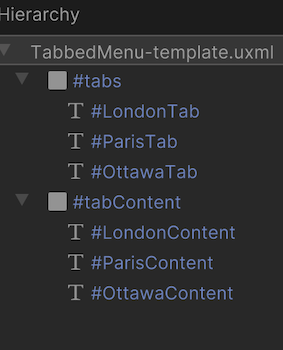 Hierarchy
TabbedMenu-template.uxml
#tabs
#LondonTab
#ParisTab
#OttawaTab
#tabContent
#LondonContent
#ParisContent
#OttawaContent